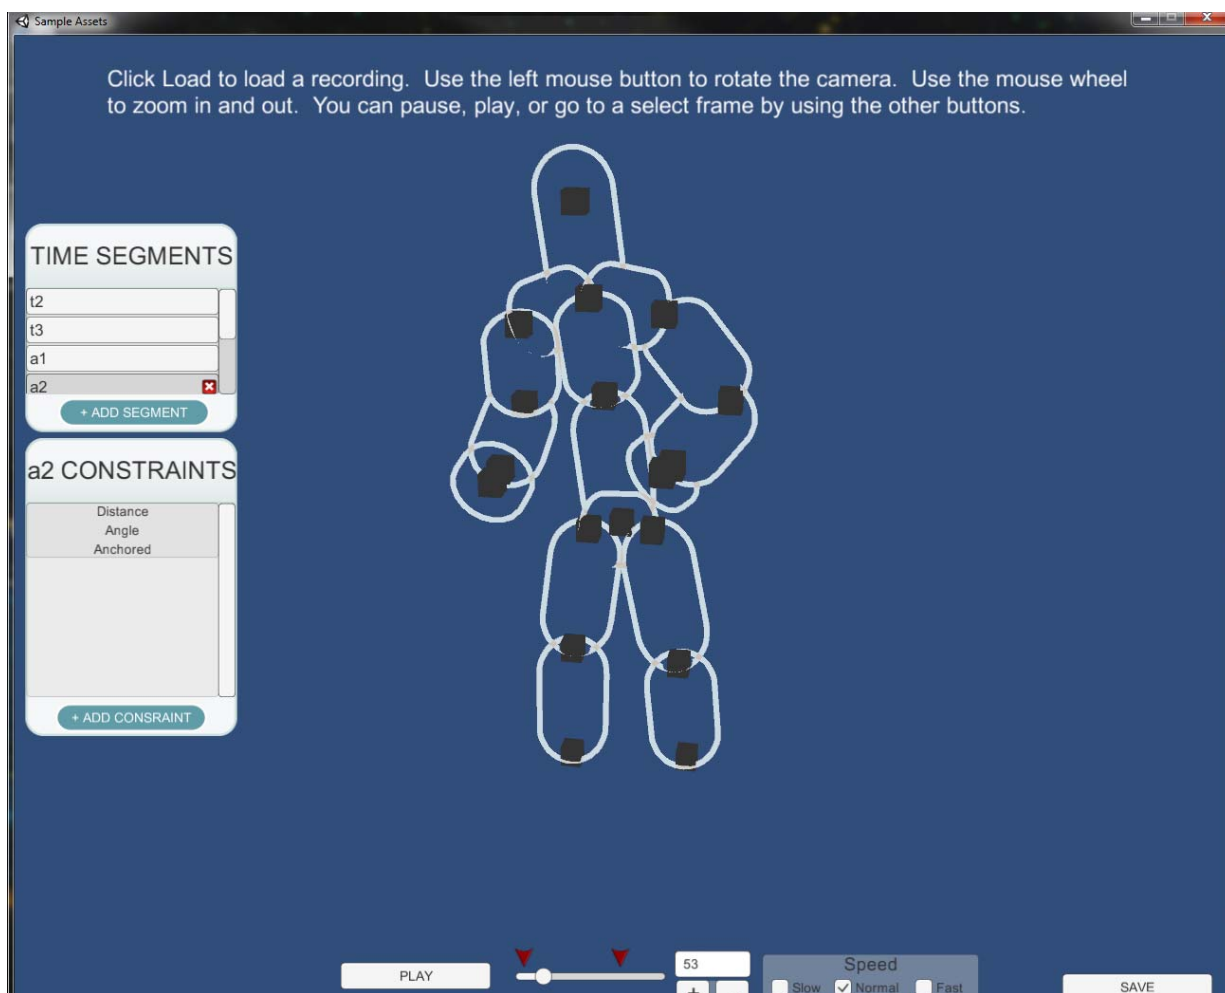 Sample Assets
Click Load to load a recording.  Use the left mouse button to rotate the camera.  Use the mouse wheel
to zoom in and out.  You can pause, play, or go to a select frame by using the other buttons.
TIME SEGMENTS
t2
t3
a1
a2
+ ADD SEGMENT
a2 CONSTRAINTS
Distance
Angle
Anchored
+ ADD CONSRAINT
PLAY
53
+
Speed
Slow
Normal
Fast
SAVE